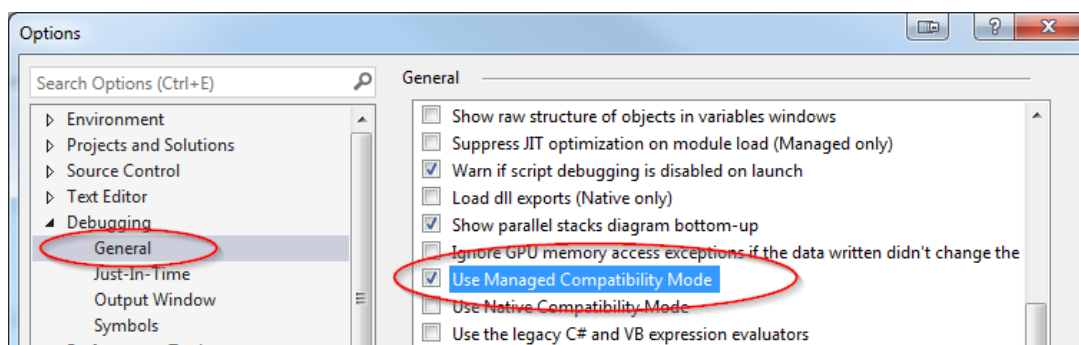 Options
Search Options (Ctrl+E)
Environment
Projects and Solutions
Source Control
Text Editor
Debugging
General
Just-In-Time
Output Window
Symbols
General
Show raw structure of objects in variables windows
Suppress JIT optimization on module load (Managed only)
Warn if script debugging is disabled on launch
Load dll exports (Native only)
Show parallel stacks diagram bottom-up
Ignore GPU memory access exceptions if the data written didn't change the
Use Managed Compatibility Mode
Use Native Compatibility Mode
Use the legacy C# and VB expression evaluators